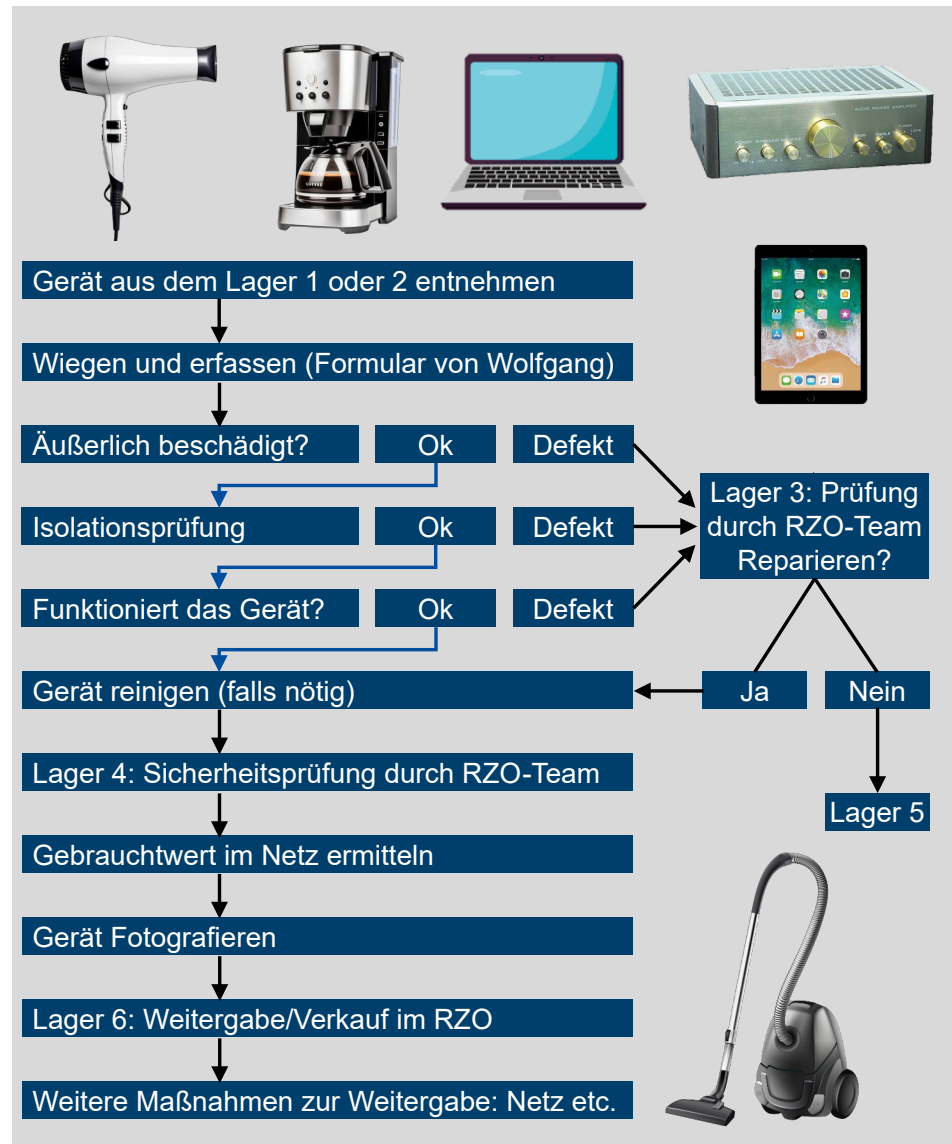 Gerät aus dem Lager 1 oder 2 entnehmen
Wiegen und erfassen (Formular von Wolfgang)
Äußerlich beschädigt? Ok Defekt
Lager 3: Prüfung
durch RZO-Team
Reparieren?
Isolationsprüfung Ok Defekt
Funktioniert das Gerät? Ok Defekt
Gerät reinigen (falls nötig) Ja Nein
Lager 4: Sicherheitsprüfung durch RZO-Team
Lager 5
Gebrauchtwert im Netz ermitteln
Gerät Fotografieren
Lager 6: Weitergabe/Verkauf im RZO
Weitere Maßnahmen zur Weitergabe: Netz etc.